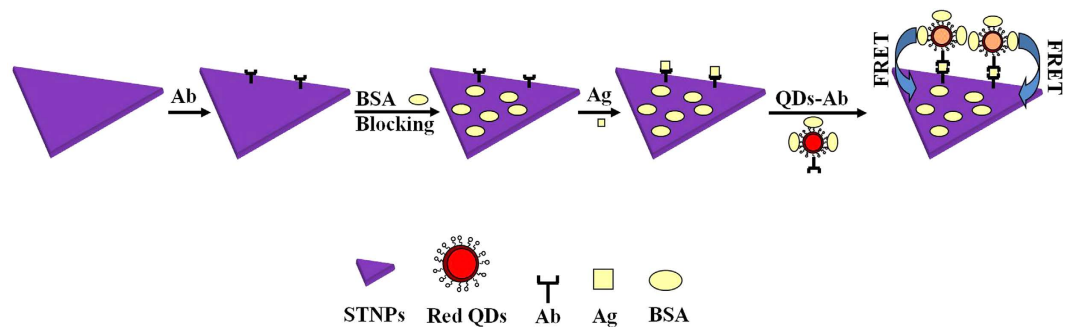 Ab
BSA
Blocking
Ag
QDs-Ab
FRET
FRET
STNPs
Red QDs
Ab
Ag
BSA